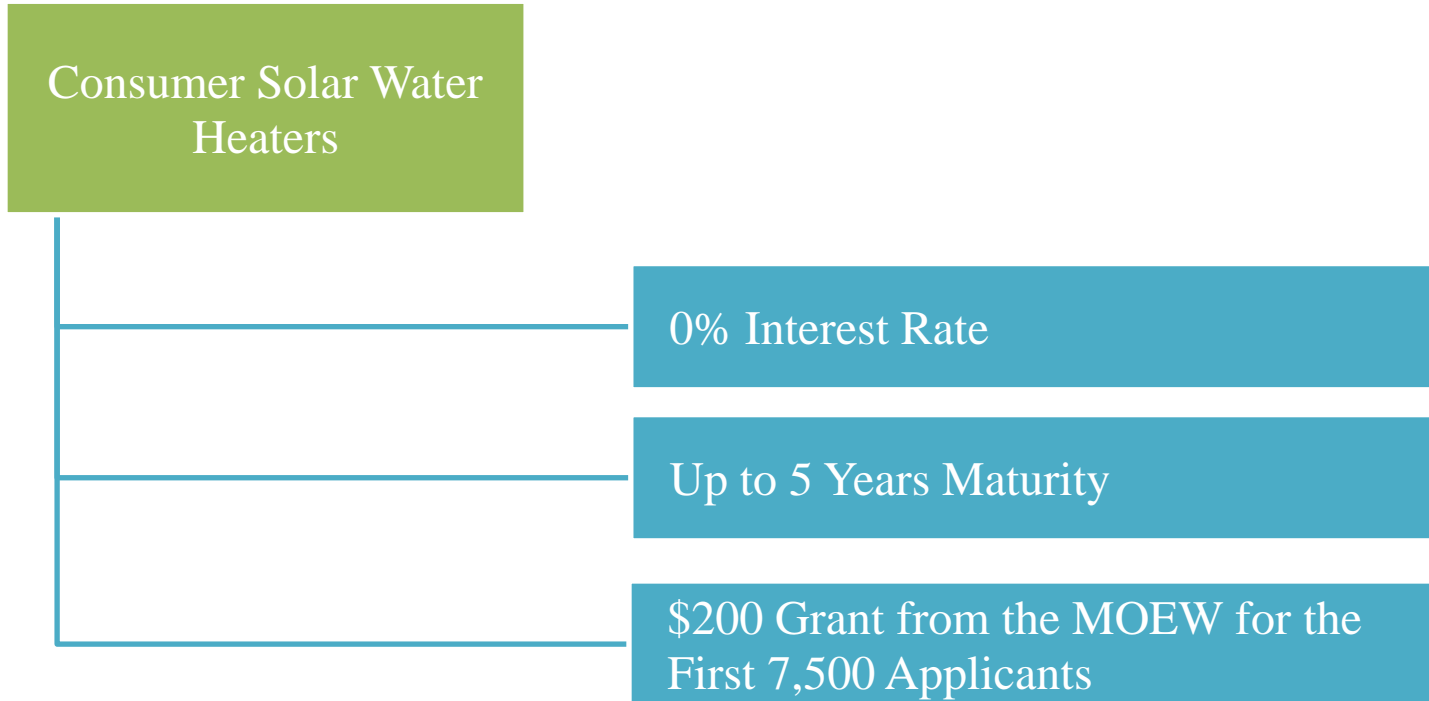 Consumer Solar Water
Heaters
0% Interest Rate
Up to 5 Years Maturity
$200 Grant from the MOEW for the
First 7,500 Applicants